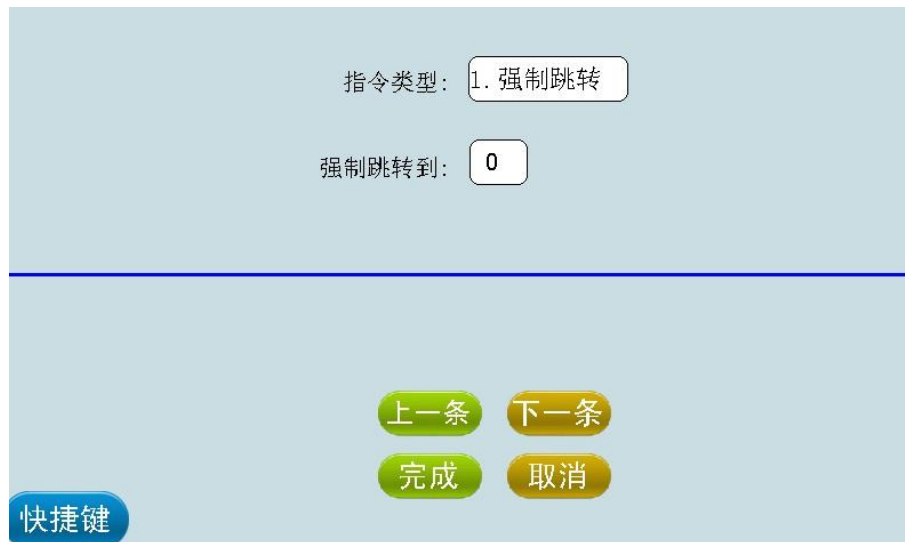 指令类型: 1.强制跳转
强制跳转到: 0
上一条 下一条
完成 取消
快捷键